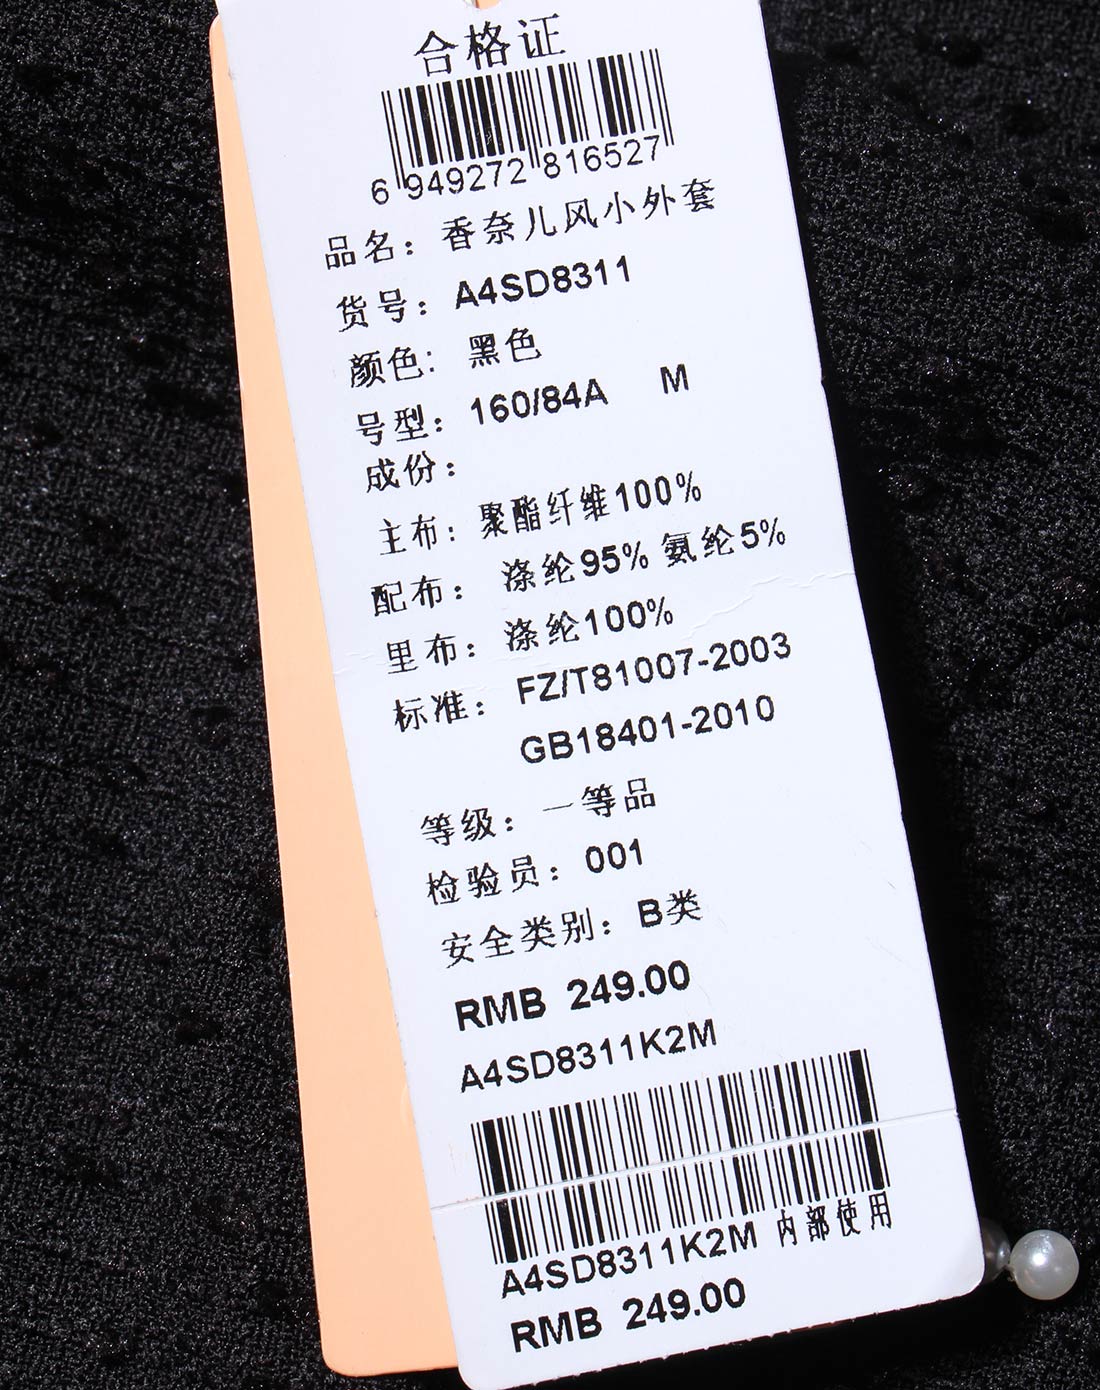 合格证
6 949272 816527
品名：香奈儿风小外套
货号：A4SD8311
颜色：黑色
号型：160/84A M
成份：
主布：聚酯纤维100%
配布：涤纶95% 氨纶5%
里布：涤纶100%
标准：FZ/T81007-2003
GB18401-2010
等级：一等品
检验员：001
安全类别：B类
RMB 249.00
A4SD8311K2M
A4SD8311K2M 内部使用
RMB 249.00